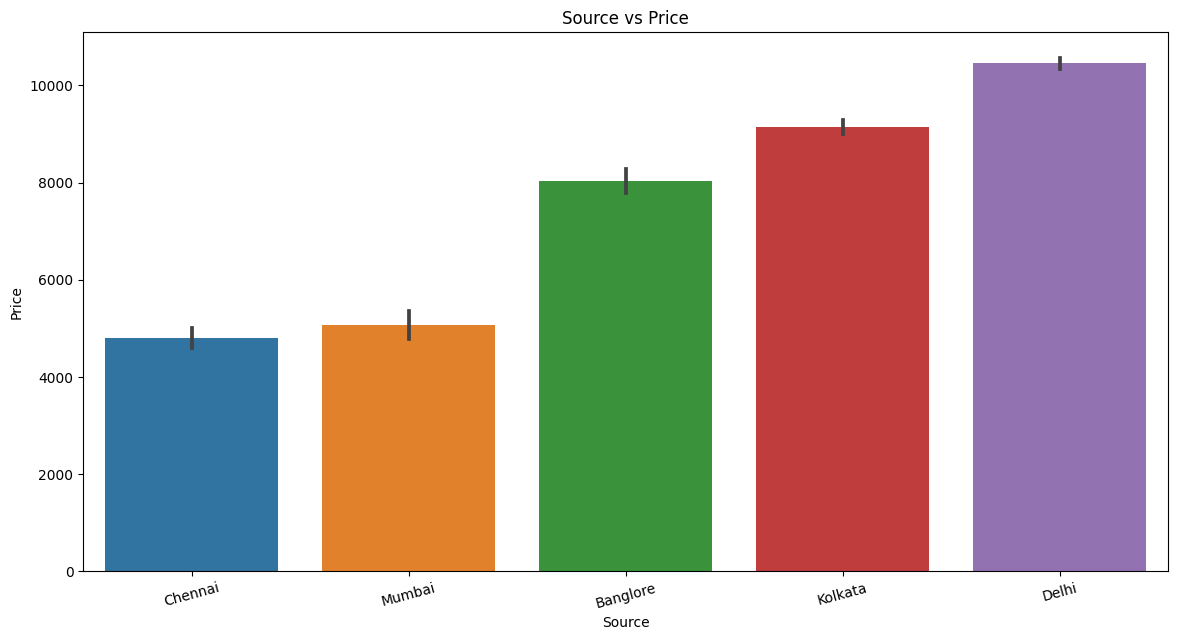 Source vs Price
Price
10000
8000
6000
4000
2000
0
Chennai
Mumbai
Banglore
Kolkata
Delhi
Source